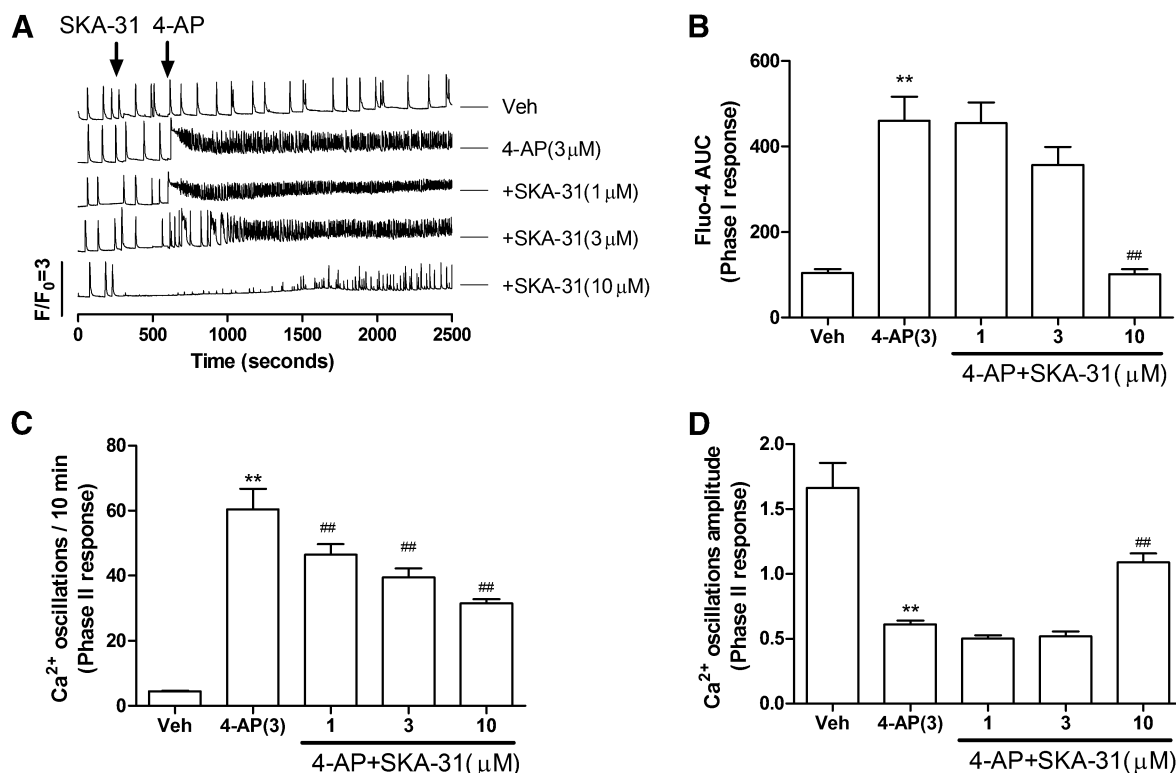 A
SKA-31 4-AP
Veh
4-AP(3μM)
+SKA-31(1μM)
+SKA-31(3μM)
+SKA-31(10μM)
F/F0=3
0 500 1000 1500 2000 2500
Time (seconds)
B
Fluo-4 AUC
(Phase I response)
600
400
200
0
**
##
Veh 4-AP(3) 1 3 10
4-AP+SKA-31(μM)
C
Ca2+ oscillations / 10 min
(Phase II response)
80
60
40
20
0
**
##
##
##
Veh 4-AP(3) 1 3 10
4-AP+SKA-31(μM)
D
Ca2+ oscillations amplitude
(Phase II response)
2.0
1.5
1.0
0.5
0.0
**
##
Veh 4-AP(3) 1 3 10
4-AP+SKA-31(μM)